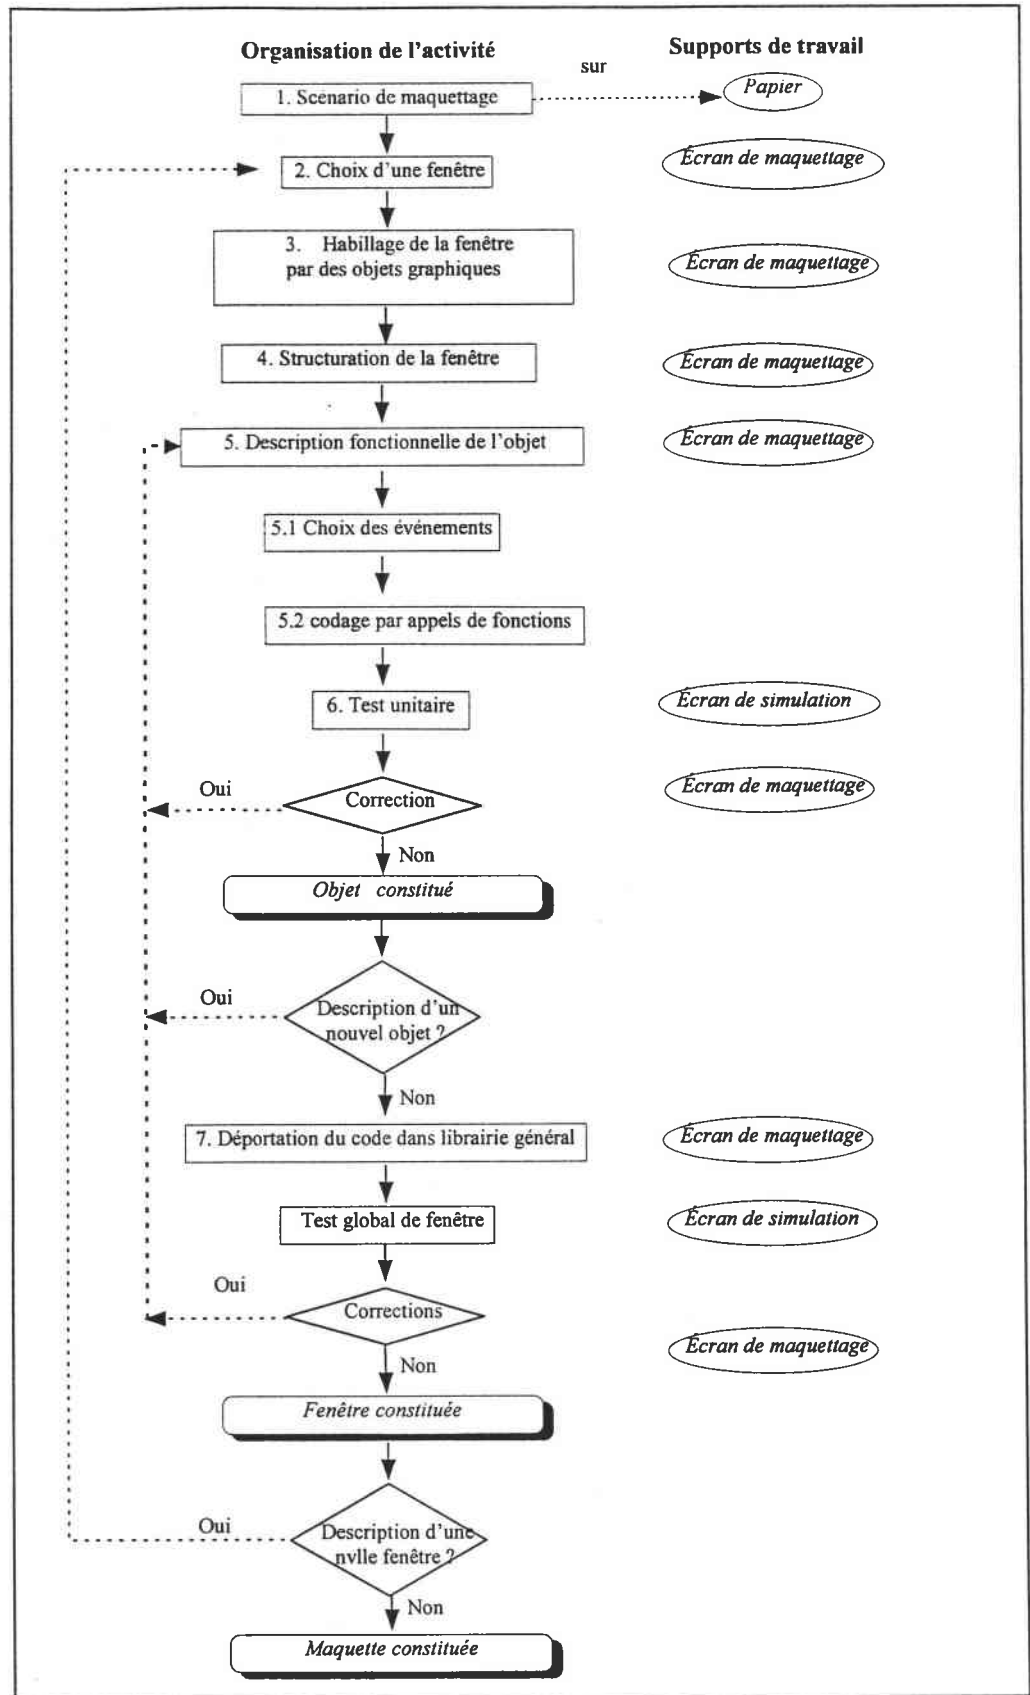 Organisation de l'activité
Supports de travail
sur
1. Scénario de maquettage
Papier
2. Choix d'une fenêtre
Écran de maquettage
3. Habillage de la fenêtre
par des objets graphiques
Écran de maquettage
4. Structuration de la fenêtre
Écran de maquettage
5. Description fonctionnelle de l'objet
Écran de maquettage
5.1 Choix des événements
5.2 codage par appels de fonctions
6. Test unitaire
Écran de simulation
Oui
Correction
Écran de maquettage
Non
Objet constitué
Oui
Description d'un
nouvel objet ?
Non
7. Déportation du code dans librairie général
Écran de maquettage
Test global de fenêtre
Écran de simulation
Oui
Corrections
Écran de maquettage
Non
Fenêtre constituée
Oui
Description d'une
nvlle fenêtre ?
Non
Maquette constituée